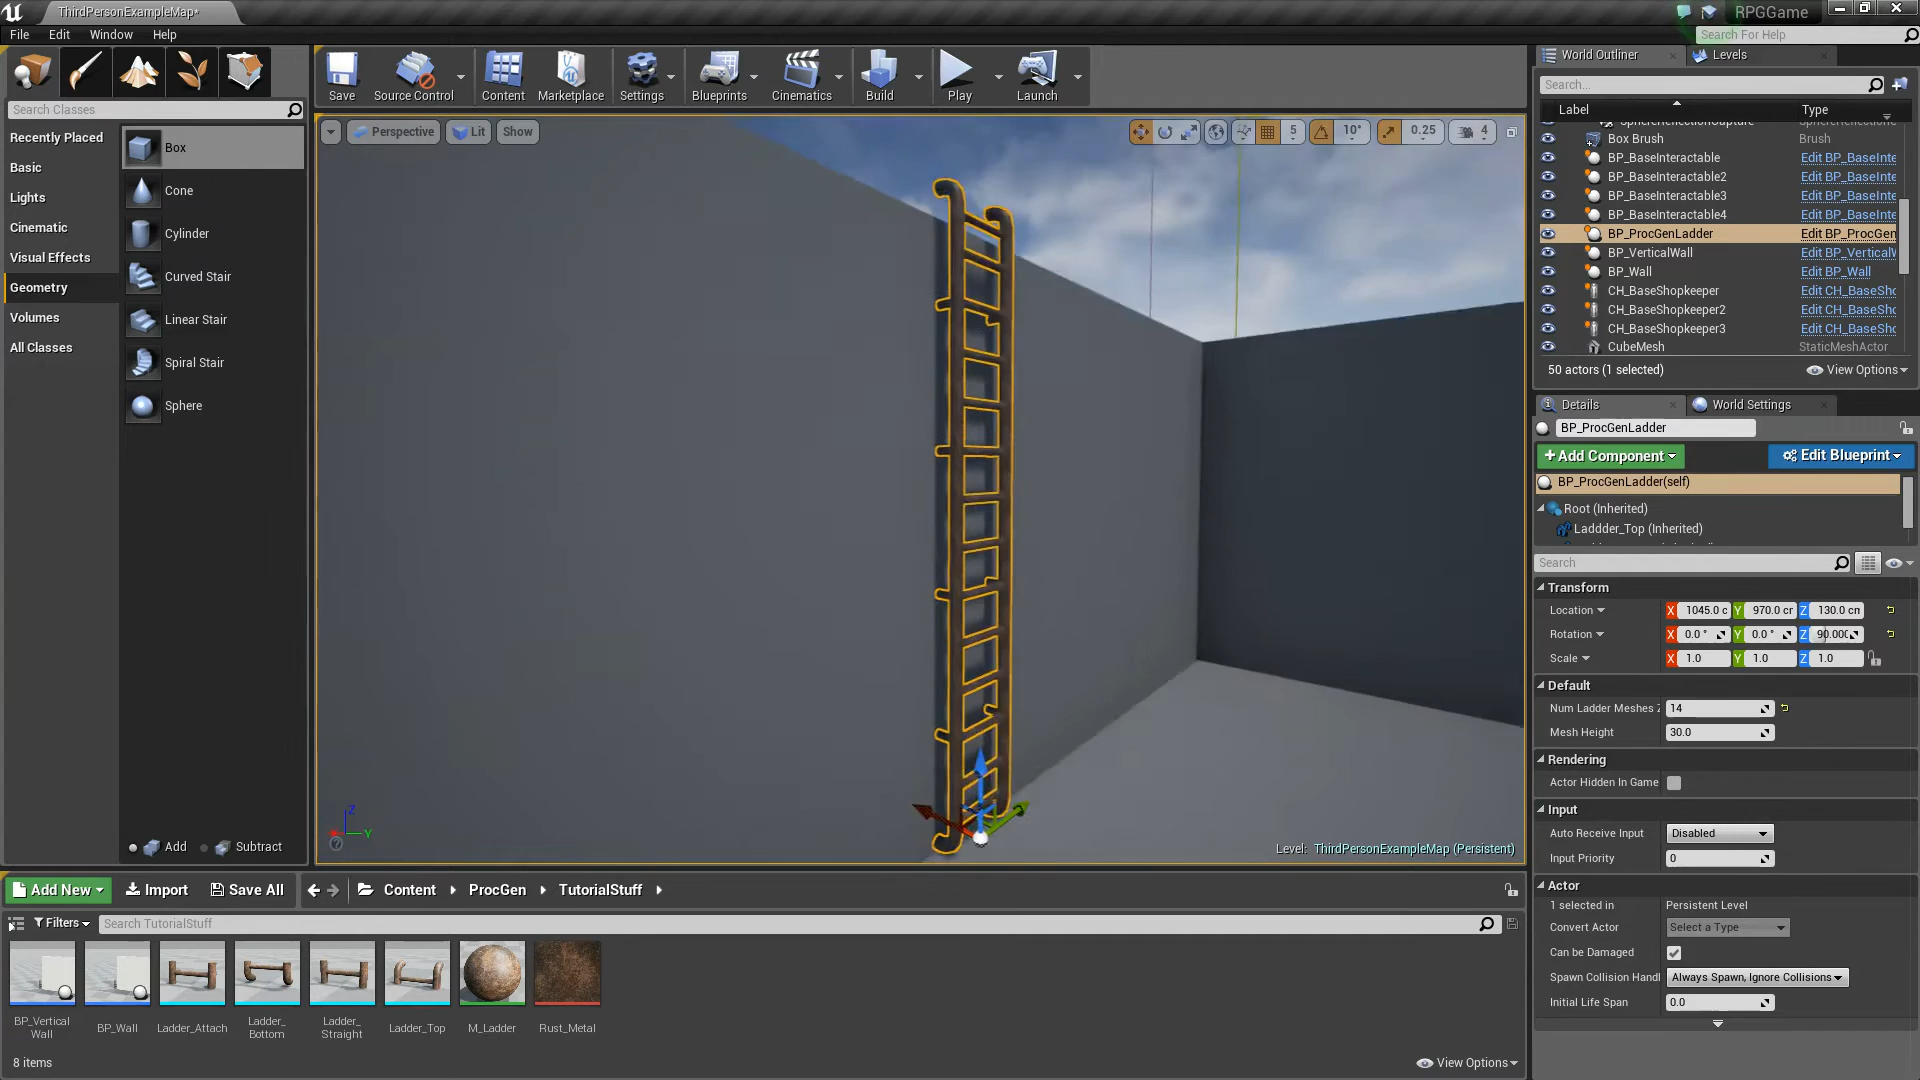 ThirdPersonExampleMap*
RPGGame
File Edit Window Help
Search For Help
Save
Source Control
Content
Marketplace
Settings
Blueprints
Cinematics
Build
Play
Launch
Search Classes
Recently Placed
Basic
Lights
Cinematic
Visual Effects
Geometry
Volumes
All Classes
Box
Cone
Cylinder
Curved Stair
Linear Stair
Spiral Stair
Sphere
Add
Subtract
Perspective
Lit
Show
5
10°
0.25
4
Z
Y
Level: ThirdPersonExampleMap (Persistent)
World Outliner
Levels
Search...
Label Type
Box Brush Brush
BP_BaseInteractable Edit BP_BaseInte
BP_BaseInteractable2 Edit BP_BaseInte
BP_BaseInteractable3 Edit BP_BaseInte
BP_BaseInteractable4 Edit BP_BaseInte
BP_ProcGenLadder Edit BP_ProcGen
BP_VerticalWall Edit BP_VerticalV
BP_Wall Edit BP_Wall
CH_BaseShopkeeper Edit CH_BaseSho
CH_BaseShopkeeper2 Edit CH_BaseSho
CH_BaseShopkeeper3 Edit CH_BaseSho
CubeMesh StaticMeshActor
50 actors (1 selected) View Options
Details
World Settings
BP_ProcGenLadder
+Add Component
Edit Blueprint
BP_ProcGenLadder(self)
Root (Inherited)
Laddder_Top (Inherited)
Search
Transform
Location X 1045.0 c Y 970.0 cr Z 130.0 cm
Rotation X 0.0 ° Y 0.0 ° Z 90.000
Scale X 1.0 Y 1.0 Z 1.0
Default
Num Ladder Meshes Z 14
Mesh Height 30.0
Rendering
Actor Hidden In Game
Input
Auto Receive Input Disabled
Input Priority 0
Actor
1 selected in Persistent Level
Convert Actor Select a Type
Can be Damaged
Spawn Collision Handl Always Spawn, Ignore Collisions
Initial Life Span 0.0
Add New
Import
Save All
Content
ProcGen
TutorialStuff
Filters
Search TutorialStuff
BP_Vertical
Wall
BP_Wall
Ladder_Attach
Ladder_
Bottom
Ladder_
Straight
Ladder_Top
M_Ladder
Rust_Metal
8 items
View Options